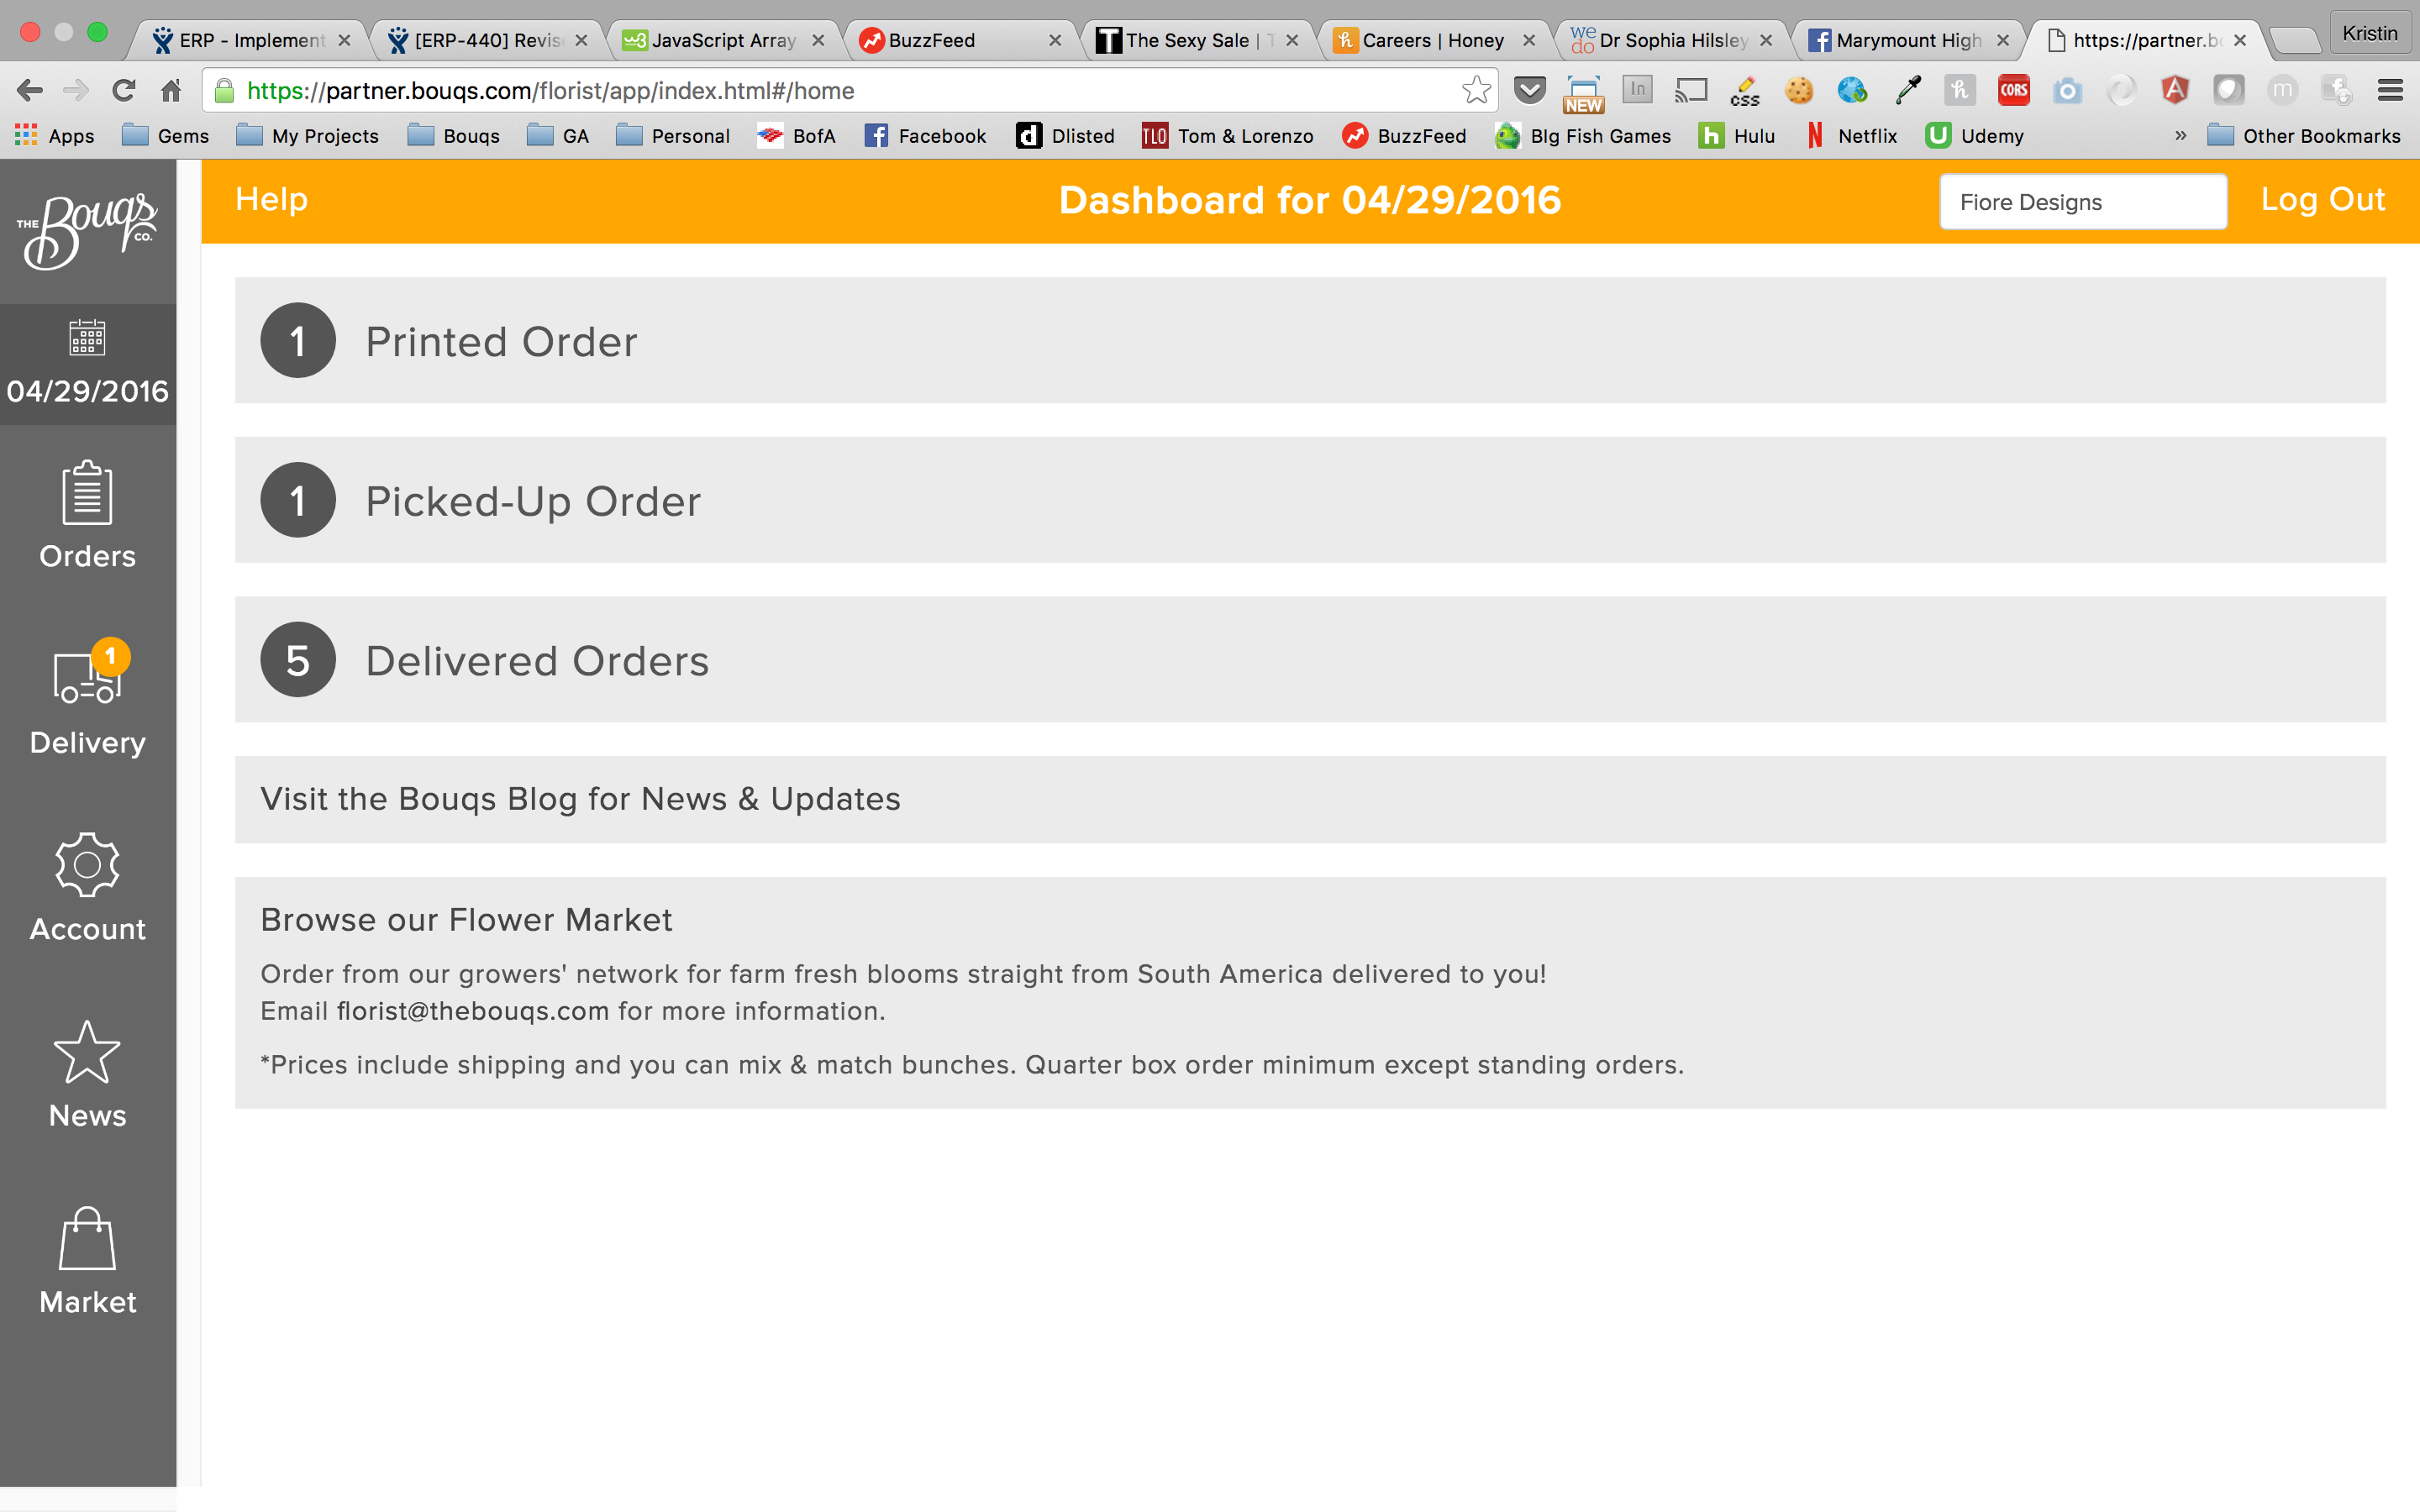 ERP - Implement
[ERP-440] Revis
JavaScript Array
BuzzFeed
The Sexy Sale | T
Careers | Honey
we do Dr Sophia Hilsley
Marymount High
https://partner.b
Kristin
https://partner.bouqs.com/florist/app/index.html#/home
NEW
In
CSS
CORS
m
Apps
Gems
My Projects
Bouqs
GA
Personal
BofA
Facebook
Dlisted
TLO Tom & Lorenzo
BuzzFeed
BIg Fish Games
Hulu
Netflix
Udemy
»
Other Bookmarks
THE Bouqs CO.
Help
Dashboard for 04/29/2016
Fiore Designs
Log Out
04/29/2016
Orders
1
Delivery
Account
News
Market
1 Printed Order
1 Picked-Up Order
5 Delivered Orders
Visit the Bouqs Blog for News & Updates
Browse our Flower Market
Order from our growers' network for farm fresh blooms straight from South America delivered to you!
Email florist@thebouqs.com for more information.
*Prices include shipping and you can mix & match bunches. Quarter box order minimum except standing orders.